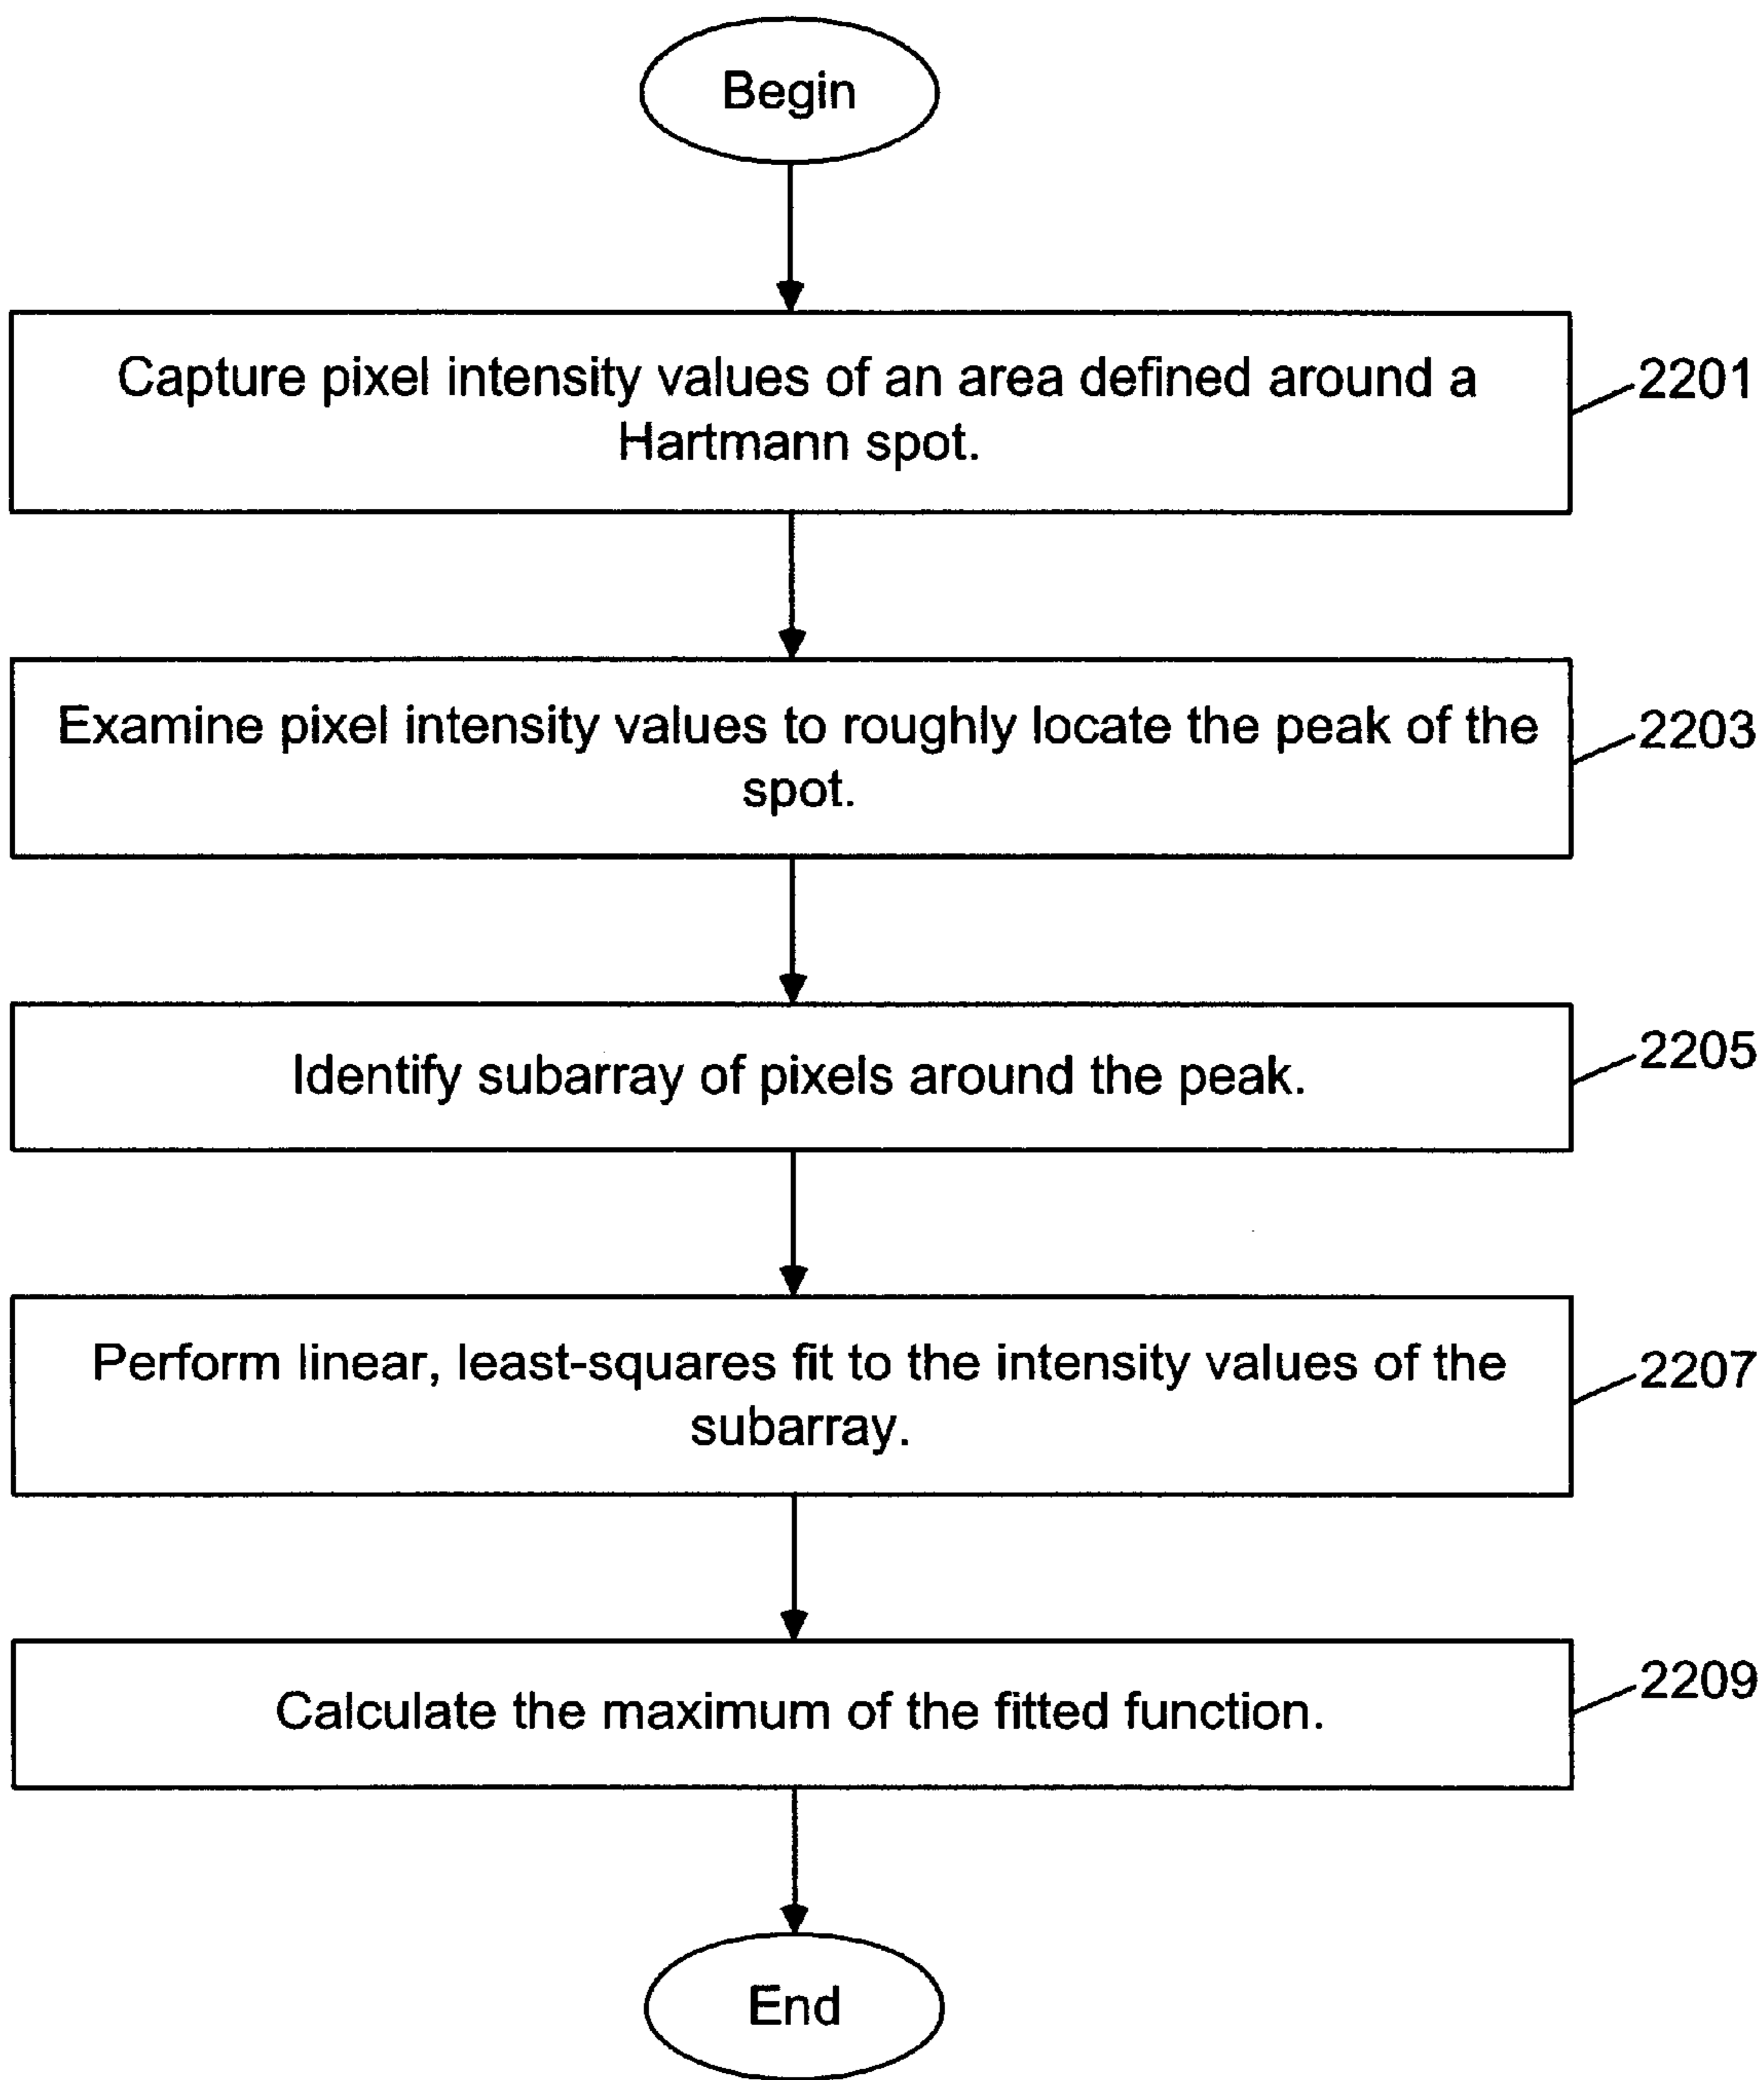 Begin
Capture pixel intensity values of an area defined around a
Hartmann spot.
2201
Examine pixel intensity values to roughly locate the peak of the
spot.
2203
Identify subarray of pixels around the peak.
2205
Perform linear, least-squares fit to the intensity values of the
subarray.
2207
Calculate the maximum of the fitted function.
2209
End